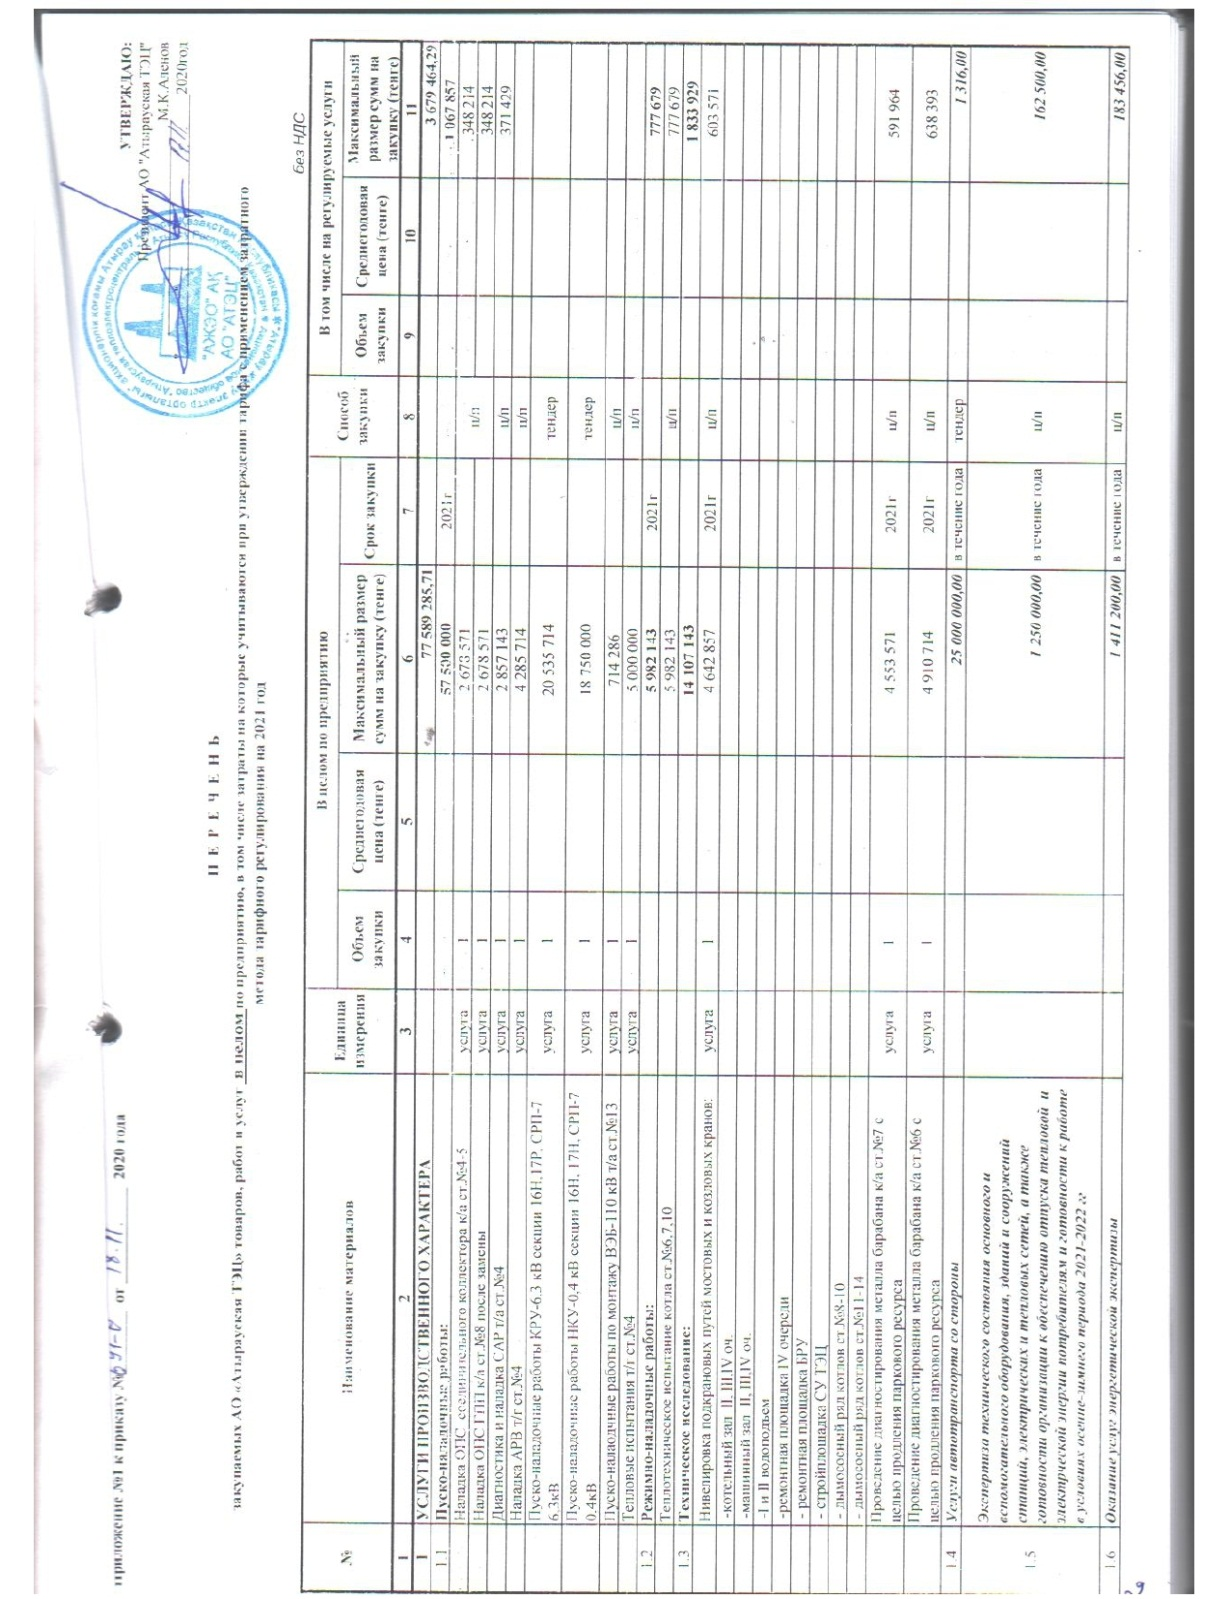 приложение №1 к приказу № от 18.11. 2020 года
УТВЕРЖДАЮ:
Президент АО "Атырауская ТЭЦ"
М.К.Аленов
2020год
"АЖЭО" АҚ
АО "АТЭЦ"
П Е Р Е Ч Е Н Ь
закупаемых АО «Атырауская ТЭЦ» товаров, работ и услуг в целом по предприятию, в том числе затраты на которые учитываются при утверждении тарифа с применением затратного
метода тарифного регулирования на 2021 год
без НДС
№ Наименование материалов Единица измерения В целом по предприятию Способ закупки В том числе на регулируемые услуги
Объем закупки Среднегодовая цена (тенге) Максимальный размер сумм на закупку (тенге) Срок закупки Объем закупки Среднегодовая цена (тенге) Максимальный размер сумм на закупку (тенге)
1 2 3 4 5 6 7 8 9 10 11
1 УСЛУГИ ПРОИЗВОДСТВЕННОГО ХАРАКТЕРА 77 589 285,71 3 679 464,29
1.1 Пуско-наладочные работы: 57 500 000 2021г 1 067 857
Наладка ОПС соединительного коллектора к/а ст.№4-5 услуга 1 2 678 571 ц/п 348 214
Наладка ОПС ГПП к/а ст.№8 после замены услуга 1 2 678 571 348 214
Диагностика и наладка САР т/а ст.№4 услуга 1 2 857 143 ц/п 371 429
Наладка АРВ т/г ст.№4 услуга 1 4 285 714 ц/п
Пуско-наладочные работы КРУ-6,3 кВ секции 16Н,17Р, СРП-7
6,3кВ услуга 1 20 535 714 тендер
Пуско-наладочные работы НКУ-0,4 кВ секции 16Н, 17Н, СРП-7
0,4кВ услуга 1 18 750 000 тендер
Пуско-налаодчные работы по монтажу ВЭБ-110 кВ т/а ст.№13 услуга 1 714 286 ц/п
Тепловые испытания т/г ст.№4 услуга 1 5 000 000 ц/п
1.2 Режимно-наладочные работы: 5 982 143 2021г 777 679
Теплотехническое испытание котла ст.№6,7,10 5 982 143 ц/п 777 679
1.3 Техническое исследование: 14 107 143 1 833 929
Нивелировка подкрановых путей мостовых и козловых кранов: услуга 1 4 642 857 2021г ц/п 603 571
-котельный зал II, III,IV оч.
-машинный зал II, III,IV оч.
-I и II водоподъем
-ремонтная площадка IV очереди
- ремонтная площадка БРУ
- стройплощадка СУ ТЭЦ
- дымососный ряд котлов ст.№8-10
- дымососный ряд котлов ст.№11-14
Проведение диагностирования металла барабана к/а ст.№7 с
целью продления паркового ресурса услуга 1 4 553 571 2021г ц/п 591 964
Проведение диагностирования металла барабана к/а ст.№6 с
целью продления паркового ресурса услуга 1 4 910 714 2021г ц/п 638 393
1.4 Услуги автотранспорта со стороны 25 000 000,00 в течение года тендер 1 316,00
1.5 Экспертиза технического состояния основного и
вспомогательного оборудования, зданий и сооружений
станций, электрических и тепловых сетей, а также
готовности организации к обеспечению отпуска тепловой и
электрической энергии потребителям и готовности к работе
в условиях осенне-зимнего периода 2021-2022 гг 1 250 000,00 в течение года ц/п 162 500,00
1.6 Оказание услуг энергетической экспертизы 1 411 200,00 в течение года ц/п 183 456,00